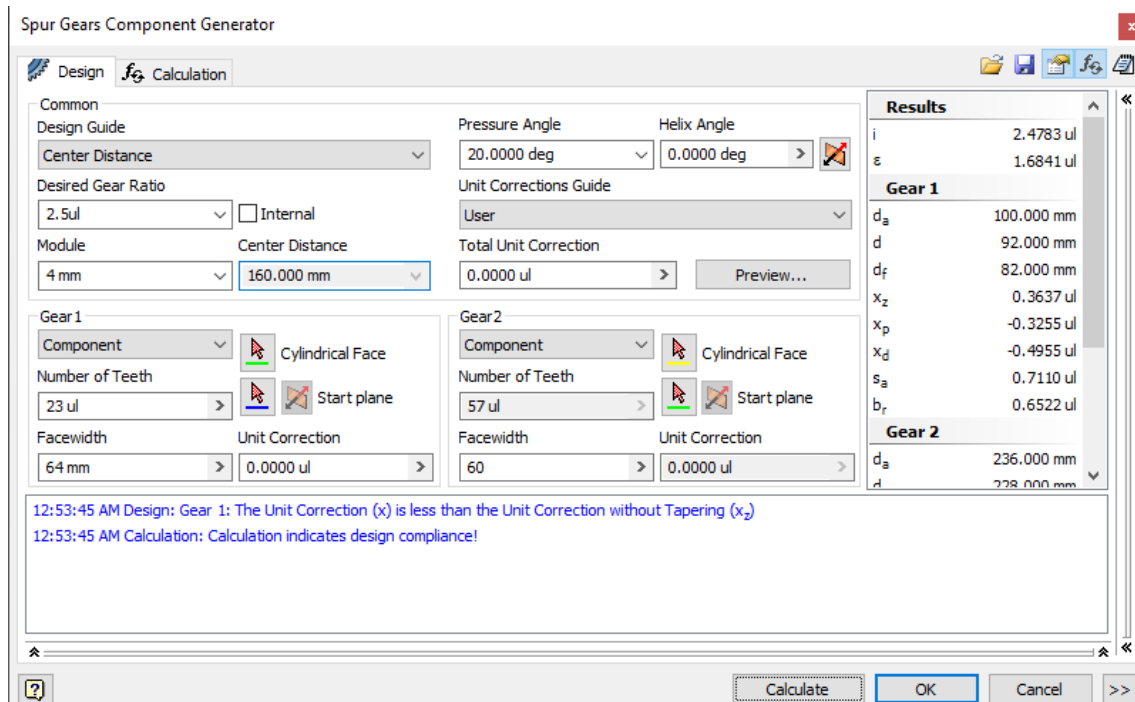 Spur Gears Component Generator
x
Design
fG Calculation
Common
Design Guide
Center Distance
Pressure Angle
20.0000 deg
Helix Angle
0.0000 deg >
Desired Gear Ratio
2.5ul
Internal
Unit Corrections Guide
User
Module
4 mm
Center Distance
160.000 mm
Total Unit Correction
0.0000 ul >
Preview...
Gear1
Component
Cylindrical Face
Number of Teeth
23 ul >
Start plane
Facewidth
64 mm >
Unit Correction
0.0000 ul >
Gear2
Component
Cylindrical Face
Number of Teeth
57 ul >
Start plane
Facewidth
60 >
Unit Correction
0.0000 ul >
Results
i 2.4783 ul
ε 1.6841 ul
Gear 1
da 100.000 mm
d 92.000 mm
df 82.000 mm
xz 0.3637 ul
xp -0.3255 ul
xd -0.4955 ul
sa 0.7110 ul
br 0.6522 ul
Gear 2
da 236.000 mm
d 228.000 mm
12:53:45 AM Design: Gear 1: The Unit Correction (x) is less than the Unit Correction without Tapering (xz)
12:53:45 AM Calculation: Calculation indicates design compliance!
?
Calculate
OK
Cancel
>>